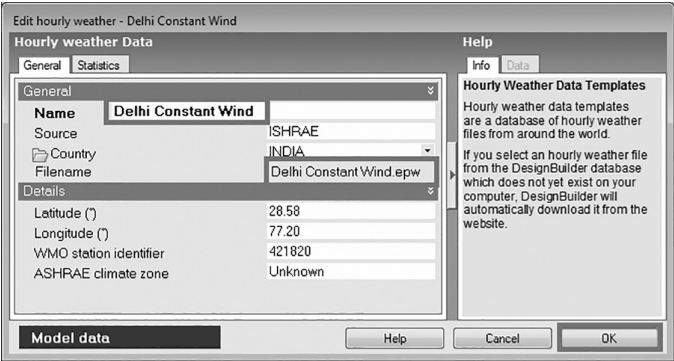 Edit hourly weather - Delhi Constant Wind
Hourly weather Data
General Statistics
General
Name Delhi Constant Wind
Source ISHRAE
Country INDIA
Filename Delhi Constant Wind.epw
Details
Latitude (°) 28.58
Longitude (°) 77.20
WMO station identifier 421820
ASHRAE climate zone Unknown
Help
Info Data
Hourly Weather Data Templates
Hourly weather data templates
are a database of hourly weather
files from around the world.
If you select an hourly weather file
from the DesignBuilder database
which does not yet exist on your
computer, DesignBuilder will
automatically download it from the
website.
Model data Help Cancel OK